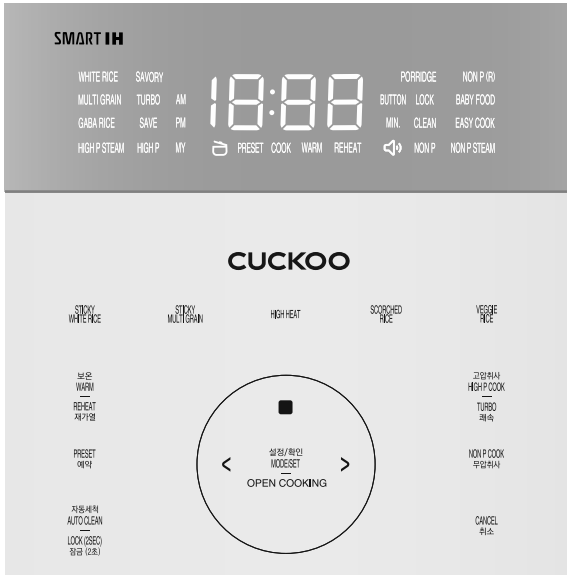 SMART IH
WHITE RICE SAVORY PORRIDGE NON P (R)
MULTI GRAIN TURBO AM 18:88 BUTTON LOCK BABY FOOD
GABA RICE SAVE PM MIN. CLEAN EASY COOK
HIGH P STEAM HIGH P MY PRESET COOK WARM REHEAT NON P NON P STEAM
CUCKOO
STICKY
WHITE RICE
STICKY
MULTI GRAIN
HIGH HEAT
SCORCHED
RICE
VEGGIE
RICE
보온
WARM
REHEAT
재가열
PRESET
예약
자동세척
AUTO CLEAN
LOCK (2SEC)
잠금 (2초)
<
설정/확인
MODE/SET
OPEN COOKING
>
고압취사
HIGH P COOK
TURBO
쾌속
NON P COOK
무압취사
CANCEL
취소